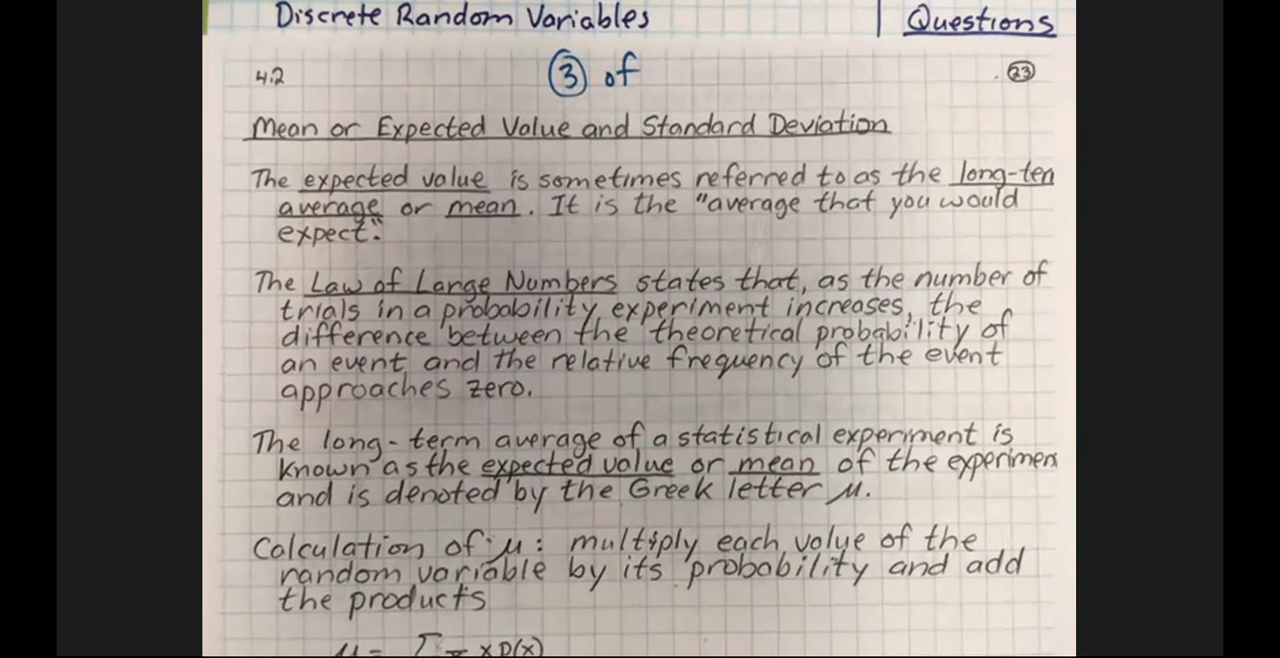 Discrete Random Variables | Questions
4.2 ③ of . ㉓
Mean or Expected Value and Standard Deviation
The expected value is sometimes referred to as the long-ten
average or mean. It is the "average that you would
expect."
The Law of Large Numbers states that, as the number of
trials in a probability experiment increases, the
difference between the theoretical probability of
an event and the relative frequency of the event
approaches zero.
The long-term average of a statistical experiment is
known as the expected value or mean of the experimen
and is denoted by the Greek letter μ.
Calculation of μ: multiply each value of the
random variable by its probability and add
the products
μ = Σ xP(x)